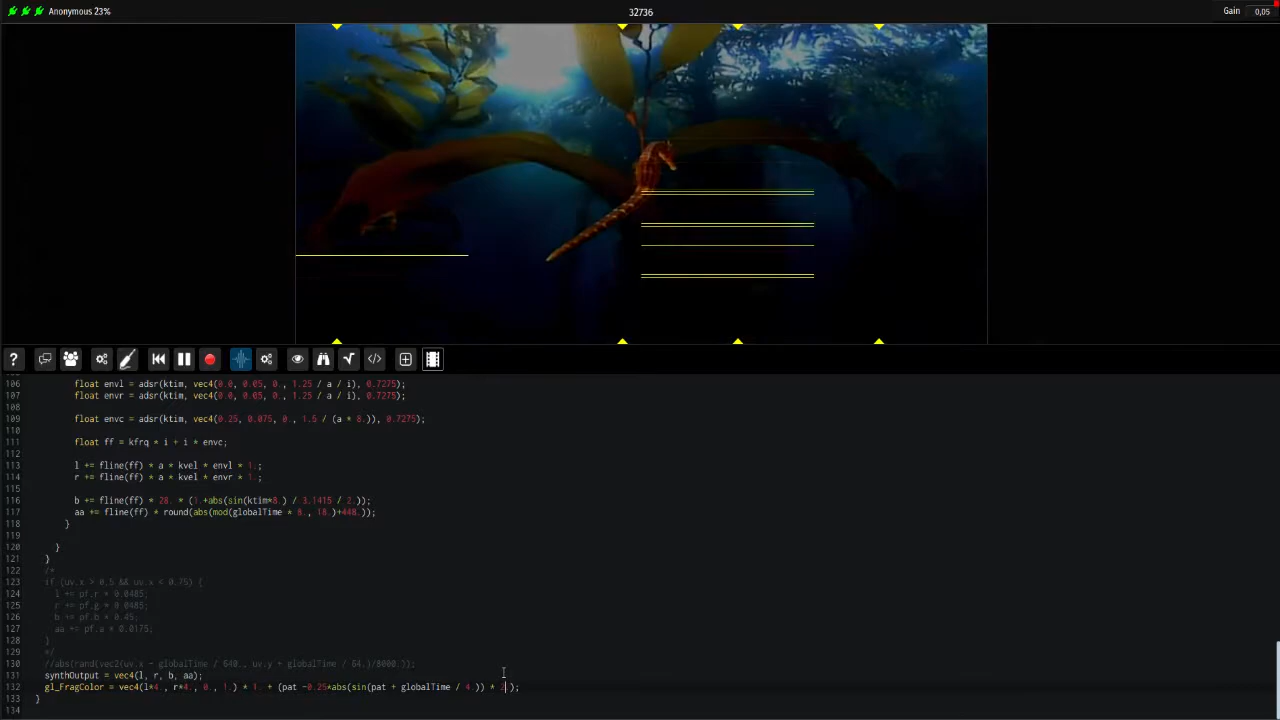 Anonymous 23%
32736
Gain 0,05
106 float envl = adsr(ktim, vec4(0.0, 0.05, 0., 1.25 / a / i), 0.7275);
107 float envr = adsr(ktim, vec4(0.0, 0.05, 0., 1.25 / a / i), 0.7275);
108
109 float envc = adsr(ktim, vec4(0.25, 0.075, 0., 1.5 / (a * 8.)), 0.7275);
110
111 float ff = kfrq * i + i * envc;
112
113 l += fline(ff) * a * kvel * envl * 1.;
114 r += fline(ff) * a * kvel * envr * 1.;
115
116 b += fline(ff) * 28. * (1.+abs(sin(ktim*8.) / 3.1415 / 2.));
117 aa += fline(ff) * round(abs(mod(globalTime * 8., 18.)+448.));
118 }
119
120 }
121 }
122 /*
123 if (uv.x > 0.5 && uv.x < 0.75) {
124 l += pf.r * 0.0485;
125 r += pf.g * 0.0485;
126 b += pf.b * 0.45;
127 aa += pf.a * 0.0175;
128 }
129 */
130 //abs(rand(vec2(uv.x - globalTime / 640., uv.y + globalTime / 64.)/8000.));
131 synthOutput = vec4(l, r, b, aa);
132 gl_FragColor = vec4(l*4., r*4., 0., 1.) * 1. + (pat -0.25*abs(sin(pat + globalTime / 4.)) * 2.);
133 }
134